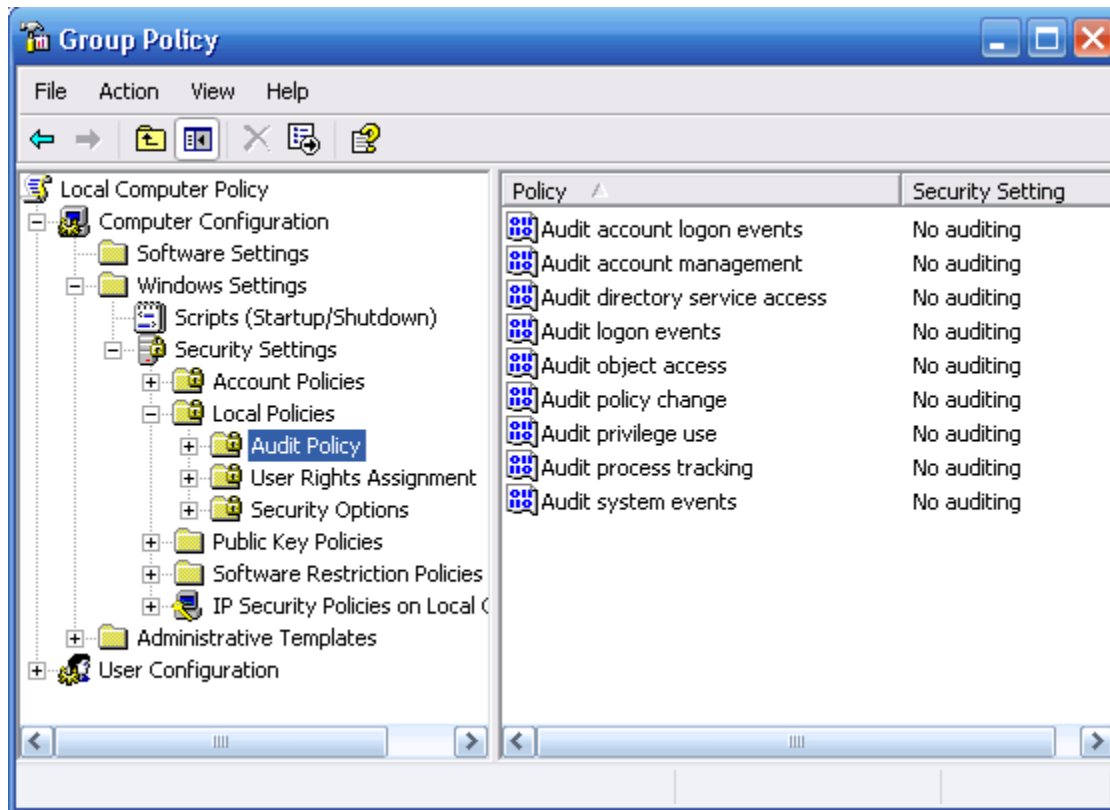 Group Policy
File Action View Help
Local Computer Policy
Computer Configuration
Software Settings
Windows Settings
Scripts (Startup/Shutdown)
Security Settings
Account Policies
Local Policies
Audit Policy
User Rights Assignment
Security Options
Public Key Policies
Software Restriction Policies
IP Security Policies on Local
Administrative Templates
User Configuration
Policy Security Setting
Audit account logon events No auditing
Audit account management No auditing
Audit directory service access No auditing
Audit logon events No auditing
Audit object access No auditing
Audit policy change No auditing
Audit privilege use No auditing
Audit process tracking No auditing
Audit system events No auditing